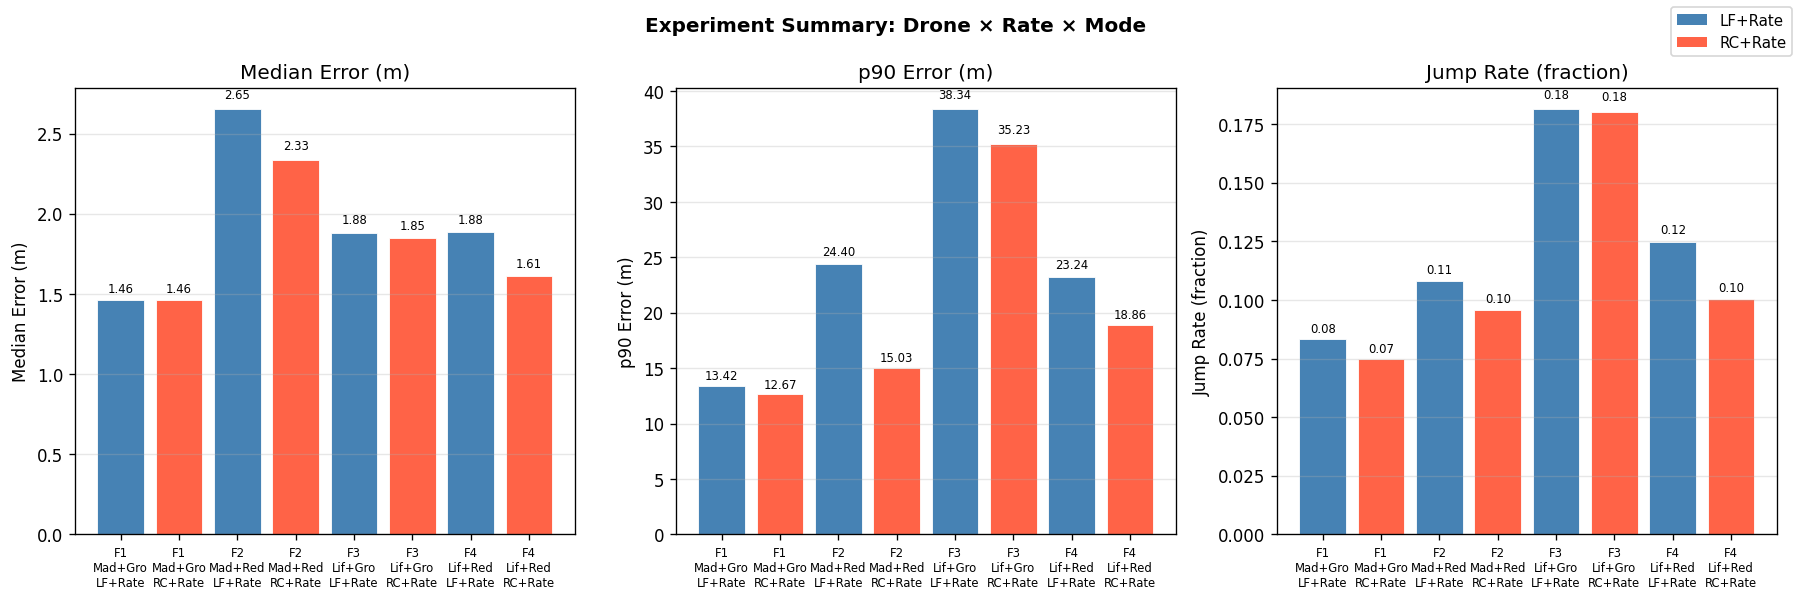 Experiment Summary: Drone × Rate × Mode
LF+Rate
RC+Rate
Median Error (m)
Median Error (m)
2.5
2.0
1.5
1.0
0.5
0.0
1.46
1.46
2.65
2.33
1.88
1.85
1.88
1.61
F1 F1 F2 F2 F3 F3 F4 F4
Mad+Gro Mad+Gro Mad+Red Mad+Red Lif+Gro Lif+Gro Lif+Red Lif+Red
LF+Rate RC+Rate LF+Rate RC+Rate LF+Rate RC+Rate LF+Rate RC+Rate
p90 Error (m)
p90 Error (m)
40
35
30
25
20
15
10
5
0
13.42
12.67
24.40
15.03
38.34
35.23
23.24
18.86
F1 F1 F2 F2 F3 F3 F4 F4
Mad+Gro Mad+Gro Mad+Red Mad+Red Lif+Gro Lif+Gro Lif+Red Lif+Red
LF+Rate RC+Rate LF+Rate RC+Rate LF+Rate RC+Rate LF+Rate RC+Rate
Jump Rate (fraction)
Jump Rate (fraction)
0.175
0.150
0.125
0.100
0.075
0.050
0.025
0.000
0.08
0.07
0.11
0.10
0.18
0.18
0.12
0.10
F1 F1 F2 F2 F3 F3 F4 F4
Mad+Gro Mad+Gro Mad+Red Mad+Red Lif+Gro Lif+Gro Lif+Red Lif+Red
LF+Rate RC+Rate LF+Rate RC+Rate LF+Rate RC+Rate LF+Rate RC+Rate